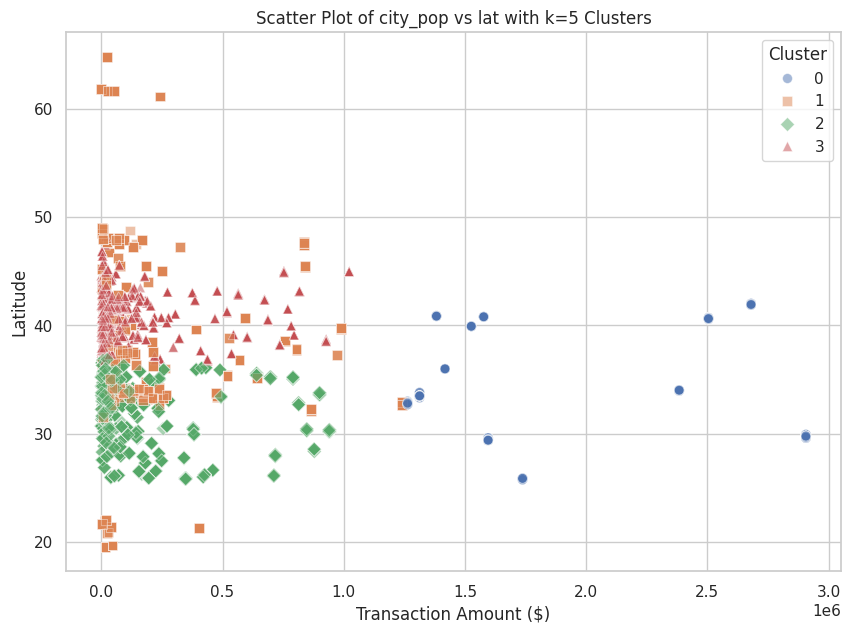 Scatter Plot of city_pop vs lat with k=5 Clusters
Cluster
0
1
2
3
Latitude
60
50
40
30
20
0.0 0.5 1.0 1.5 2.0 2.5 3.0
1e6
Transaction Amount ($)